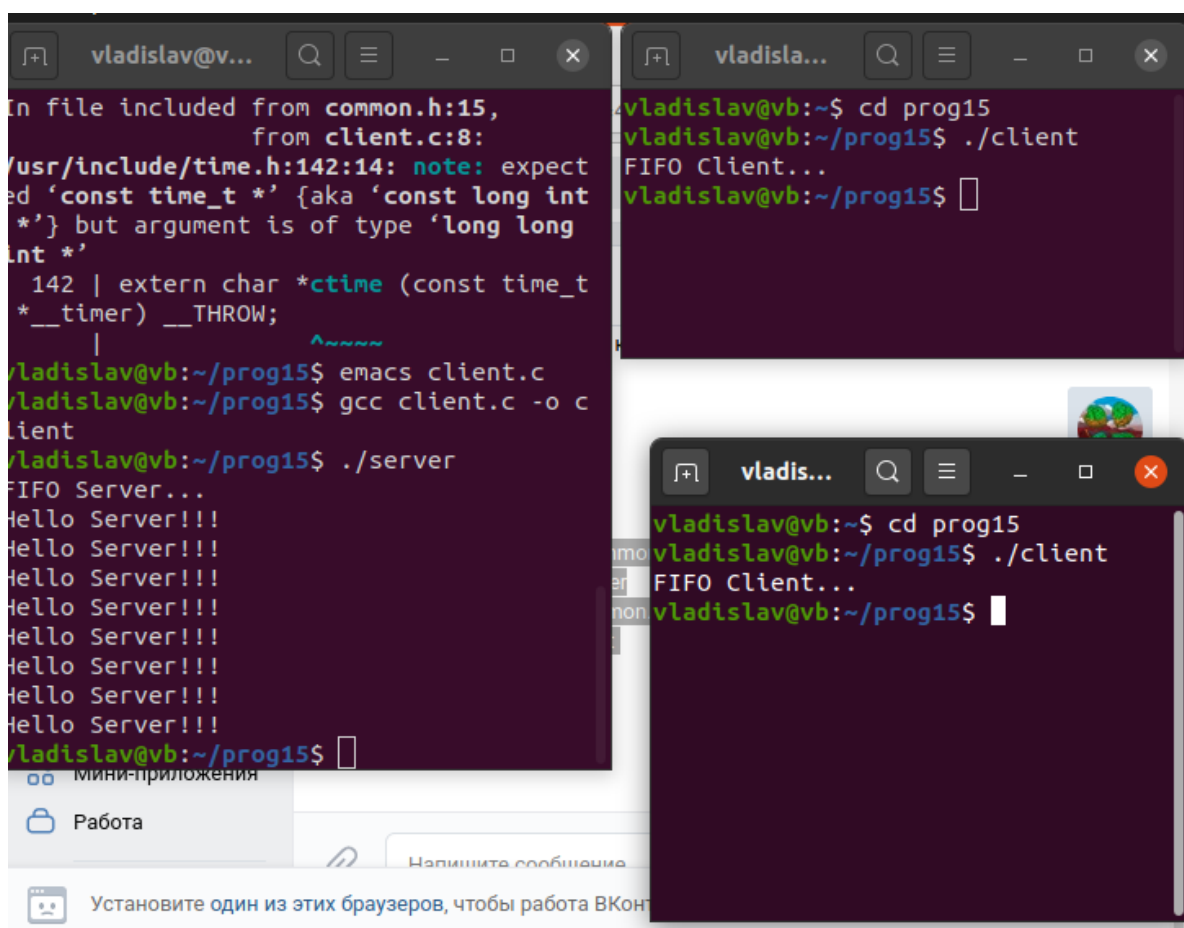 vladislav@v...
In file included from common.h:15,
from client.c:8:
/usr/include/time.h:142:14: note: expect
ed ‘const time_t *’ {aka ‘const long int
*’} but argument is of type ‘long long
int *’
142 | extern char *ctime (const time_t
*__timer) __THROW;
| ^~~~~
vladislav@vb:~/prog15$ emacs client.c
vladislav@vb:~/prog15$ gcc client.c -o c
lient
vladislav@vb:~/prog15$ ./server
FIFO Server...
Hello Server!!!
Hello Server!!!
Hello Server!!!
Hello Server!!!
Hello Server!!!
Hello Server!!!
Hello Server!!!
Hello Server!!!
vladislav@vb:~/prog15$
vladisla...
vladislav@vb:~$ cd prog15
vladislav@vb:~/prog15$ ./client
FIFO Client...
vladislav@vb:~/prog15$
vladis...
vladislav@vb:~$ cd prog15
vladislav@vb:~/prog15$ ./client
FIFO Client...
vladislav@vb:~/prog15$
Мини-приложения
Работа
Напишите сообщение
Установите один из этих браузеров, чтобы работа ВКонт